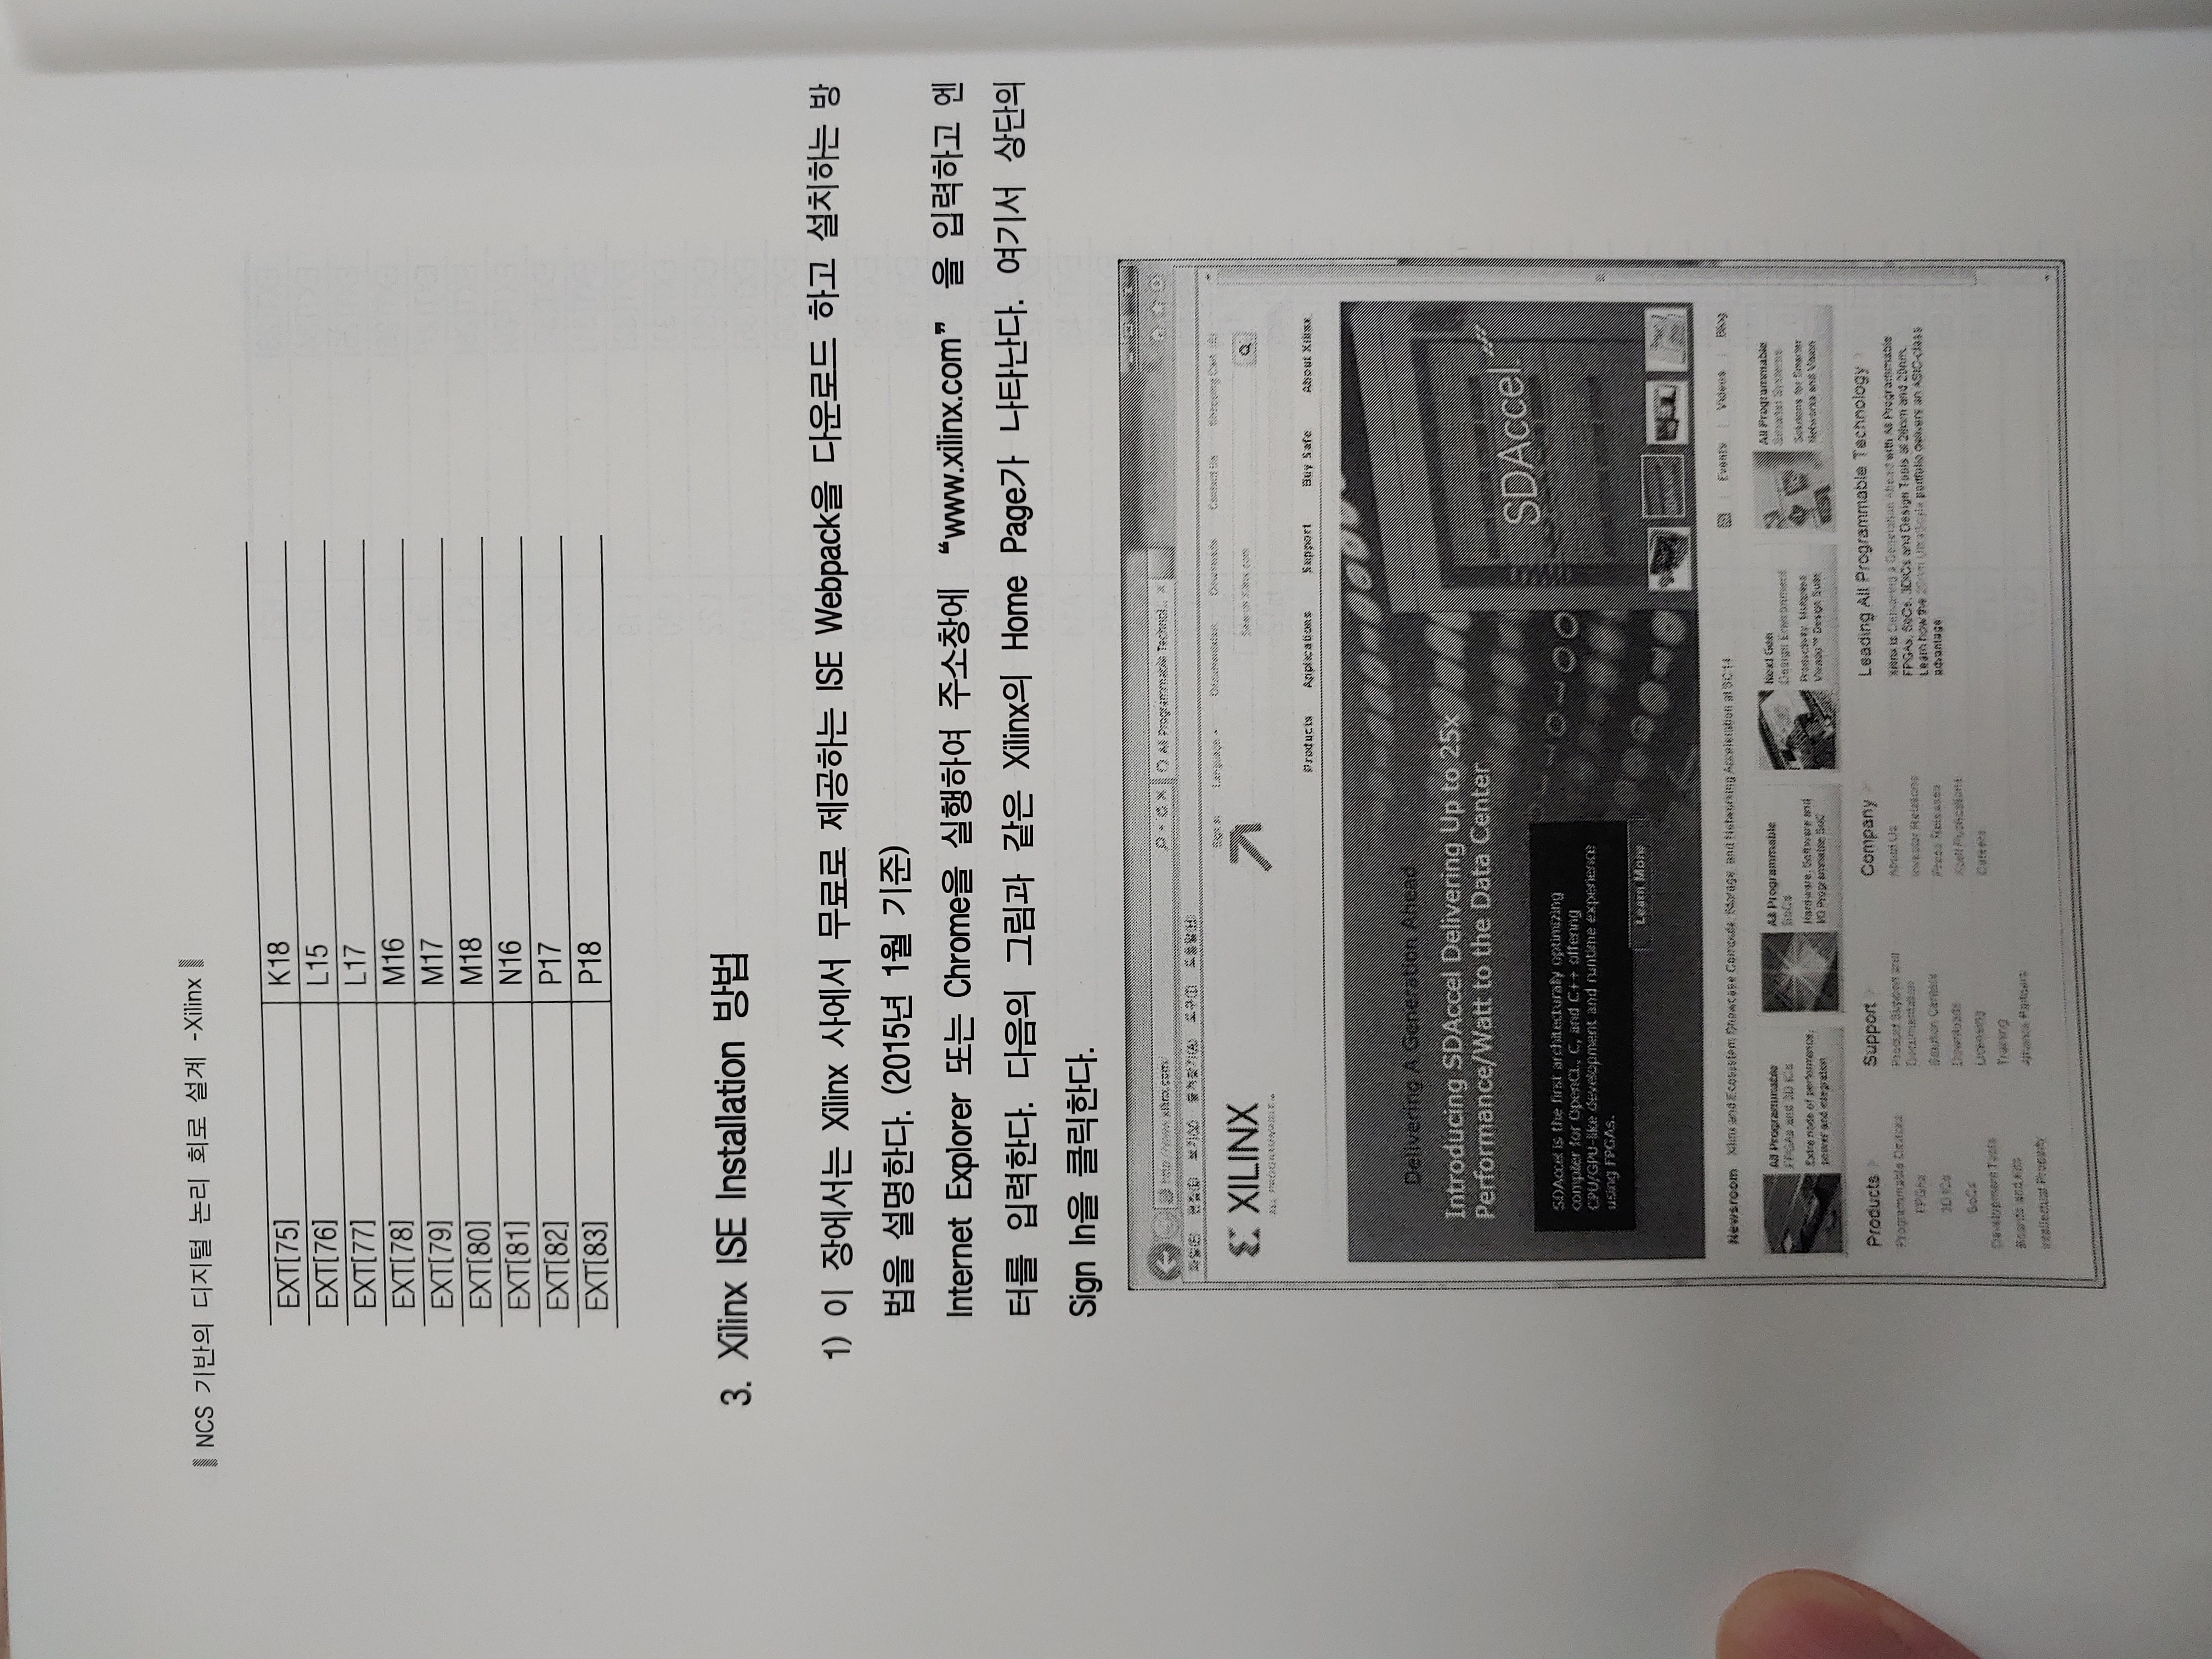 NCS 기반의 디지털 논리 회로 설계 -Xilinx
EXT[75] K18
EXT[76] L15
EXT[77] L17
EXT[78] M16
EXT[79] M17
EXT[80] M18
EXT[81] N16
EXT[82] P17
EXT[83] P18
3. Xilinx ISE Installation 방법
1) 이 장에서는 Xilinx 사에서 무료로 제공하는 ISE Webpack을 다운로드 하고 설치하는 방
법을 설명한다. (2015년 1월 기준)
Internet Explorer 또는 Chrome을 실행하여 주소창에 “www.xilinx.com” 을 입력하고 엔
터를 입력한다. 다음의 그림과 같은 Xilinx의 Home Page가 나타난다. 여기서 상단의
Sign In을 클릭한다.
http://www.xilinx.com/ All Programmable Technol...
파일(F) 편집(E) 보기(V) 즐겨찾기(A) 도구(T) 도움말(H)
Sign In Language Documentation Downloads Contact Us Shopping Cart
XILINX
ALL PROGRAMMABLE
Search Xilinx.com
Products Applications Support Buy Safe About Xilinx
Delivering A Generation Ahead
Introducing SDAccel Delivering Up to 25x
Performance/Watt to the Data Center
SDAccel
SDAccel is the first architecturally optimizing
compiler for OpenCL, C, and C++ offering
CPU/GPU-like development and runtime experience
using FPGAs.
Learn More
Newsroom Xilinx and Ecosystem Showcase Compute, Storage, and Networking Acceleration at SC14
Events Videos Blog
All Programmable
FPGAs and 3D ICs
Extra node of performance,
power and integration
All Programmable
SoCs
Hardware, Software and
I/O Programmable SoC
Next Gen
Design Environment
Productivity Multiplied
Vivado™ Design Suite
All Programmable
Smarter Systems
Solutions for Smarter
Networks and Vision
Products
Programmable Devices
FPGAs
3D ICs
SoCs
Development Tools
Boards and Kits
Intellectual Property
Support
Product Support and
Documentation
Solution Centers
Downloads
Licensing
Training
Alliance Partners
Company
About Us
Investor Relations
Press Releases
Xcell Publications
Careers
Leading All Programmable Technology
Xilinx is Delivering a Generation Ahead with All Programmable
FPGAs, SoCs, 3DICs and Design Tools at 28nm and 20nm.
Learn how the 20nm UltraScale portfolio delivers an ASIC-class
advantage